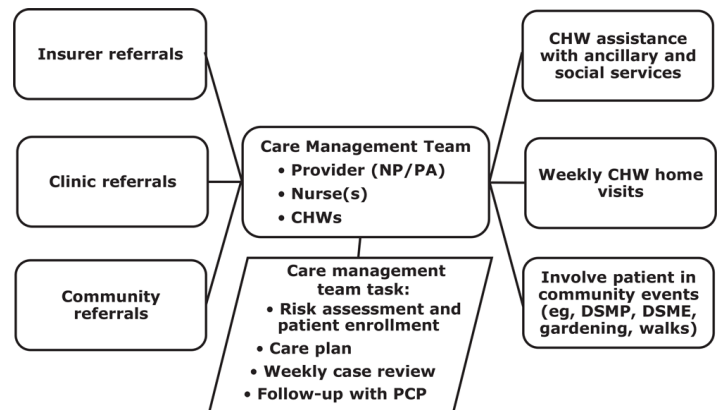 Insurer referrals
Clinic referrals
Community
referrals
Care Management Team
• Provider (NP/PA)
• Nurse(s)
• CHWs
Care management
team task:
• Risk assessment and
patient enrollment
• Care plan
• Weekly case review
• Follow-up with PCP
CHW assistance
with ancillary and
social services
Weekly CHW home
visits
Involve patient in
community events
(eg, DSMP, DSME,
gardening, walks)